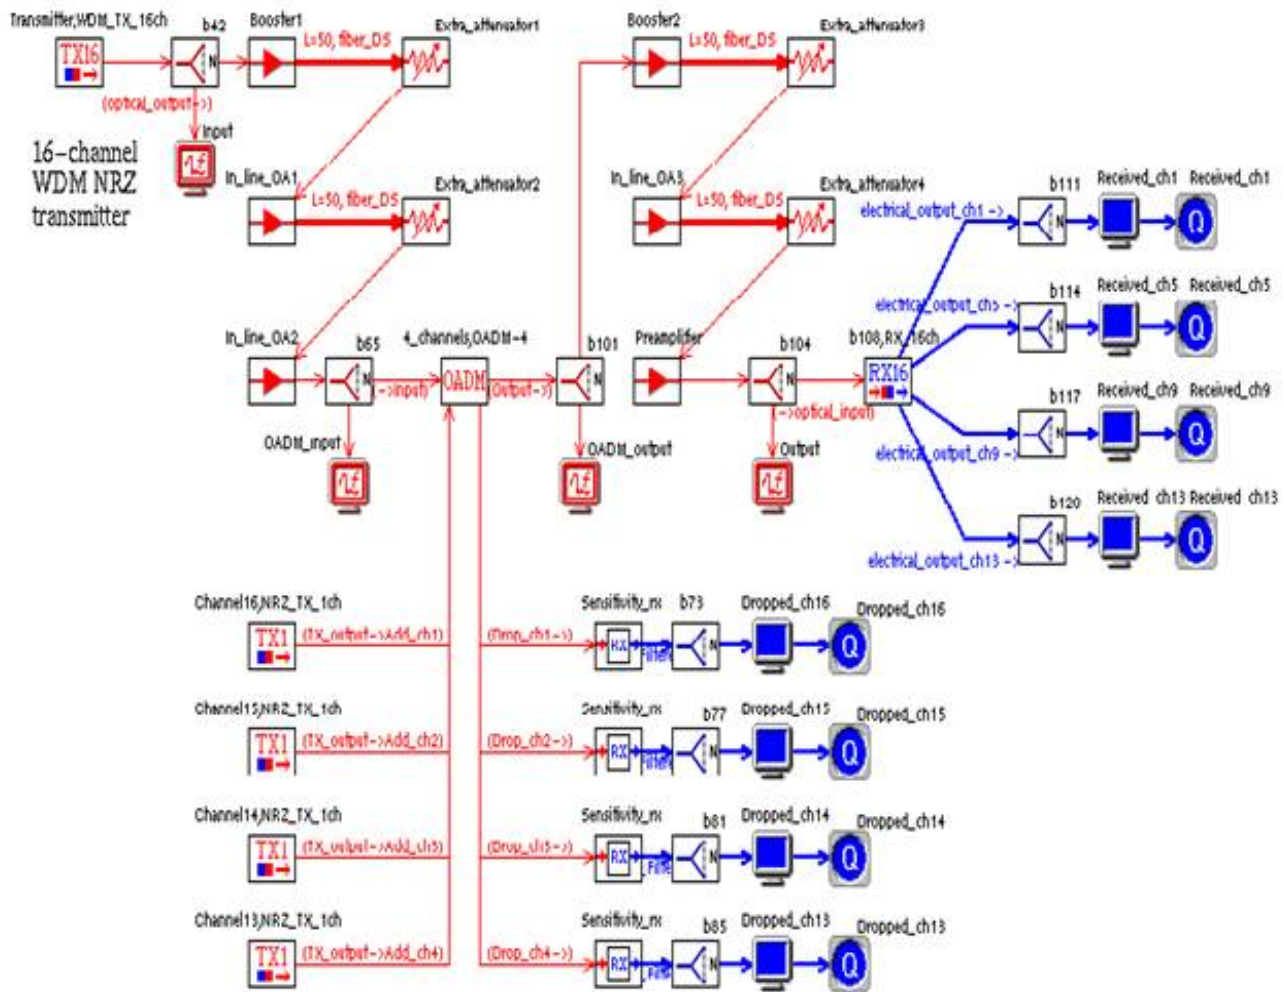 Transmitter,WDM_TX_16ch
b42
Booster1
Extra_attenuator1
Booster2
Extra_attenuator3
TX16
N
L=50, fiber_DS
L=50, fiber_DS
(optical_output->)
Input
16-channel
WDM NRZ
transmitter
In_line_OA1
Extra_attenuator2
In_line_OA3
Extra_attenuator4
L=50, fiber_DS
L=50, fiber_DS
b111
Received_ch1
Received_ch1
electrical_output_ch1 ->
N
Q
b114
Received_ch5
Received_ch5
electrical_output_ch5 ->
N
Q
In_line_OA2
b65
4_channels,OADM-4
b101
Preamplifier
b104
b108,RX_16ch
N
(->input)
OADM
(Output->)
N
N
(->optical_input)
RX16
b117
Received_ch9
Received_ch9
electrical_output_ch9 ->
N
Q
OADM_input
OADM_output
Output
b120
Received_ch13
Received_ch13
electrical_output_ch13 ->
N
Q
Channel16,NRZ_TX_1ch
Sensitivity_rx
b73
Dropped_ch16
Dropped_ch16
TX1
(TX_output->Add_ch1)
(Drop_ch1->)
RX
N
Q
Channel15,NRZ_TX_1ch
Sensitivity_rx
b77
Dropped_ch15
Dropped_ch15
TX1
(TX_output->Add_ch2)
(Drop_ch2->)
RX
N
Q
Channel14,NRZ_TX_1ch
Sensitivity_rx
b81
Dropped_ch14
Dropped_ch14
TX1
(TX_output->Add_ch3)
(Drop_ch3->)
RX
N
Q
Channel13,NRZ_TX_1ch
Sensitivity_rx
b85
Dropped_ch13
Dropped_ch13
TX1
(TX_output->Add_ch4)
(Drop_ch4->)
RX
N
Q